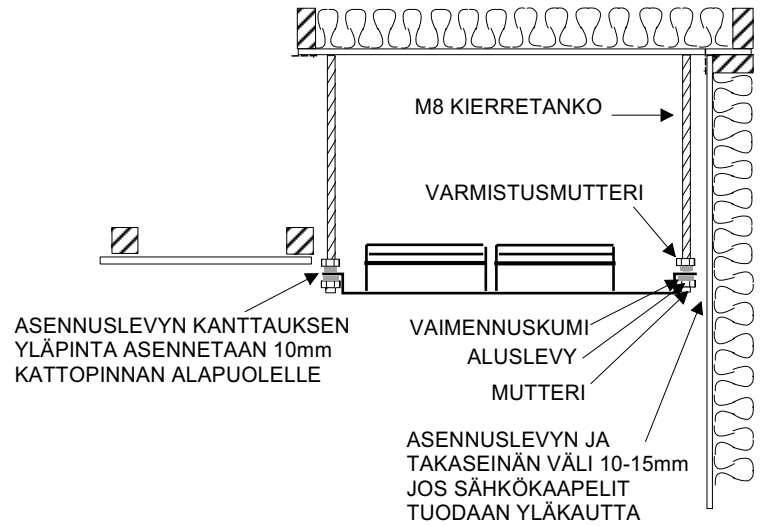 M8 KIERRETANKO
VARMISTUSMUTTERI
ASENNUSLEVYN KANTTAUKSEN
YLÄPINTA ASENNETAAN 10mm
KATTOPINNAN ALAPUOLELLE
VAIMENNUSKUMI
ALUSLEVY
MUTTERI
ASENNUSLEVYN JA
TAKASEINÄN VÄLI 10-15mm
JOS SÄHKÖKAAPELIT
TUODAAN YLÄKAUTTA